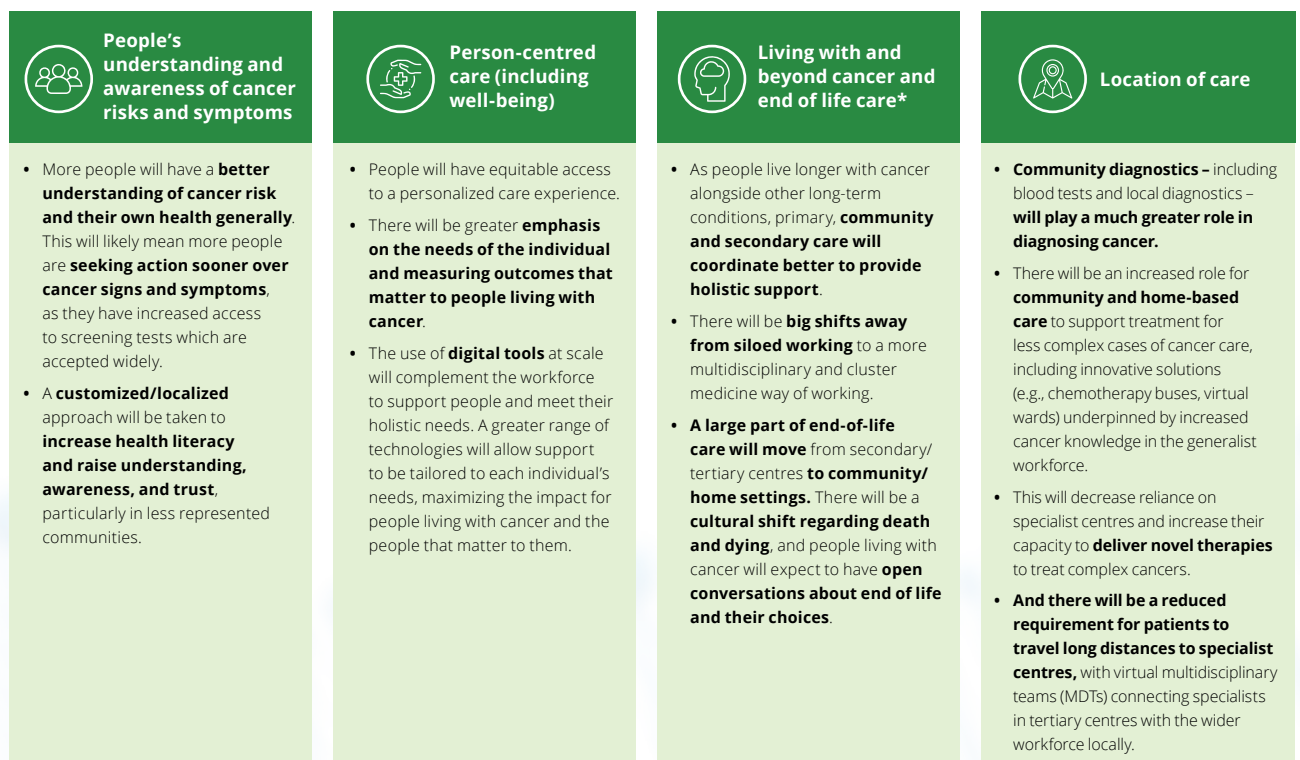 People's
understanding and
awareness of cancer
risks and symptoms
• More people will have a better
understanding of cancer risk
and their own health generally.
This will likely mean more people
are seeking action sooner over
cancer signs and symptoms,
as they have increased access
to screening tests which are
accepted widely.
• A customized/localized
approach will be taken to
increase health literacy
and raise understanding,
awareness, and trust,
particularly in less represented
communities.
Person-centred
care (including
well-being)
• People will have equitable access
to a personalized care experience.
• There will be greater emphasis
on the needs of the individual
and measuring outcomes that
matter to people living with
cancer.
• The use of digital tools at scale
will complement the workforce
to support people and meet their
holistic needs. A greater range of
technologies will allow support
to be tailored to each individual's
needs, maximizing the impact for
people living with cancer and the
people that matter to them.
Living with and
beyond cancer and
end of life care*
• As people live longer with cancer
alongside other long-term
conditions, primary, community
and secondary care will
coordinate better to provide
holistic support.
• There will be big shifts away
from siloed working to a more
multidisciplinary and cluster
medicine way of working.
• A large part of end-of-life
care will move from secondary/
tertiary centres to community/
home settings. There will be a
cultural shift regarding death
and dying, and people living with
cancer will expect to have open
conversations about end of life
and their choices.
Location of care
• Community diagnostics – including
blood tests and local diagnostics –
will play a much greater role in
diagnosing cancer.
• There will be an increased role for
community and home-based
care to support treatment for
less complex cases of cancer care,
including innovative solutions
(e.g., chemotherapy buses, virtual
wards) underpinned by increased
cancer knowledge in the generalist
workforce.
• This will decrease reliance on
specialist centres and increase their
capacity to deliver novel therapies
to treat complex cancers.
• And there will be a reduced
requirement for patients to
travel long distances to specialist
centres, with virtual multidisciplinary
teams (MDTs) connecting specialists
in tertiary centres with the wider
workforce locally.